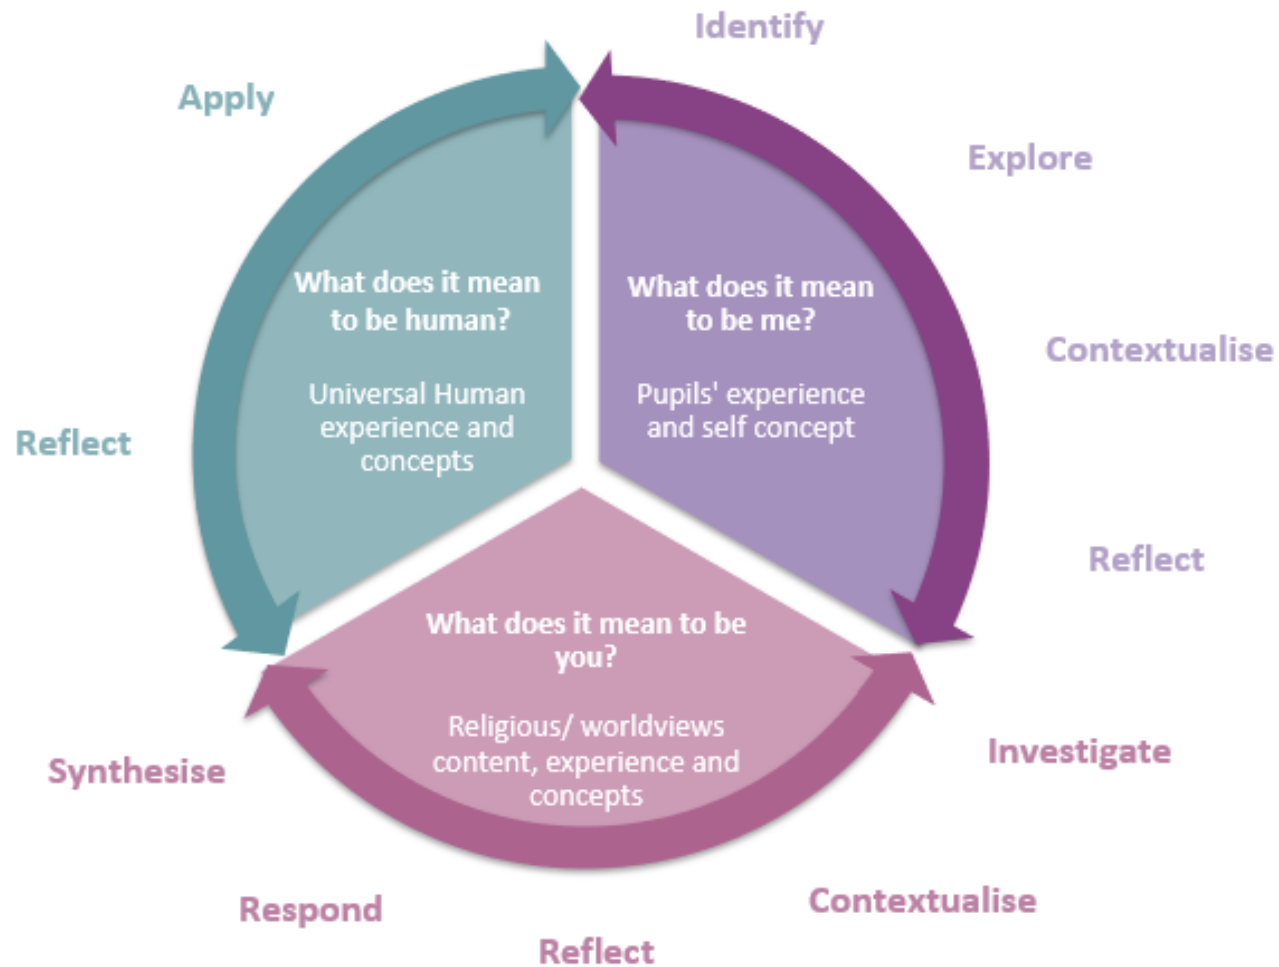 Identify
Apply
Explore
What does it mean
to be human?
Universal Human
experience and
concepts
What does it mean
to be me?
Pupils' experience
and self concept
Contextualise
Reflect
Reflect
What does it mean to be
you?
Religious/ worldviews
content, experience and
concepts
Investigate
Synthesise
Contextualise
Respond
Reflect